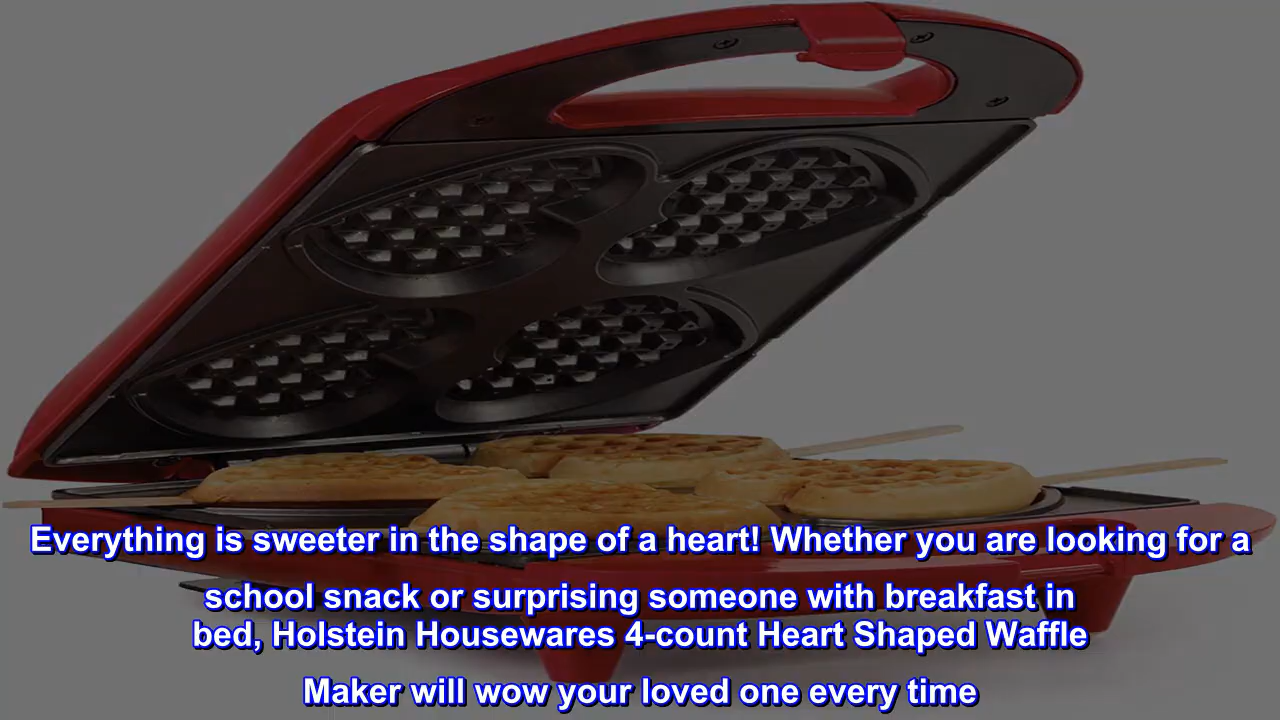 Everything is sweeter in the shape of a heart! Whether you are looking for a
school snack or surprising someone with breakfast in
bed, Holstein Housewares 4-count Heart Shaped Waffle
Maker will wow your loved one every time